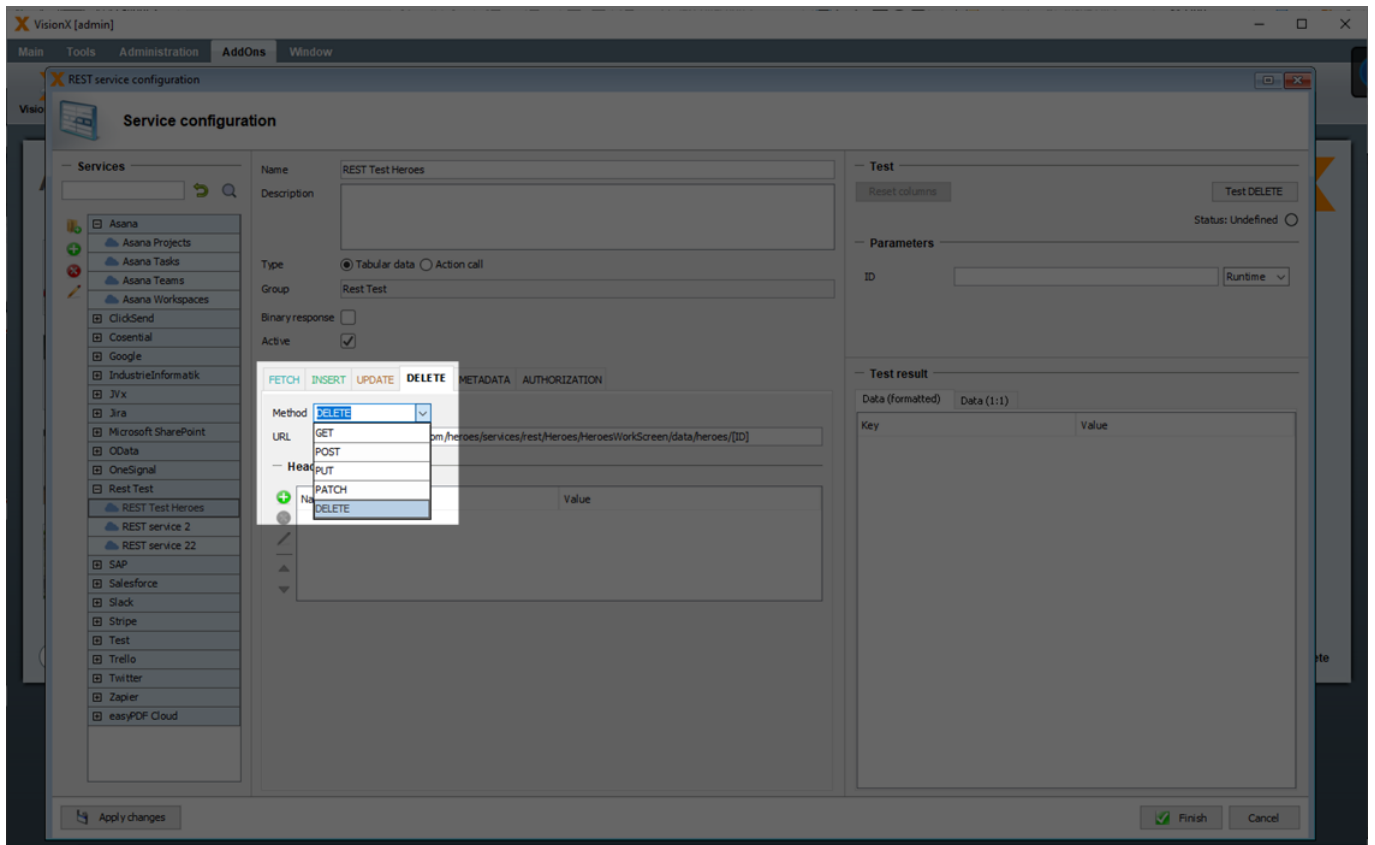 VisionX [admin]
Main Tools Administration AddOns Window
REST service configuration
Visio
Service configuration
Services
Asana
Asana Projects
Asana Tasks
Asana Teams
Asana Workspaces
ClickSend
Cosential
Google
IndustrieInformatik
JVx
Jira
Microsoft SharePoint
OData
OneSignal
Rest Test
REST Test Heroes
REST service 2
REST service 22
SAP
Salesforce
Slack
Stripe
Test
Trello
Twitter
Zapier
easyPDF Cloud
Name REST Test Heroes
Description
Type Tabular data Action call
Group Rest Test
Binary response
Active
FETCH INSERT UPDATE DELETE METADATA AUTHORIZATION
Method DELETE
GET
POST
PUT
PATCH
DELETE
URL om/heroes/services/rest/Heroes/HeroesWorkScreen/data/heroes/[ID]
Head
Na Value
Test
Reset columns Test DELETE
Status: Undefined
Parameters
ID Runtime
Test result
Data (formatted) Data (1:1)
Key Value
ete
Apply changes Finish Cancel